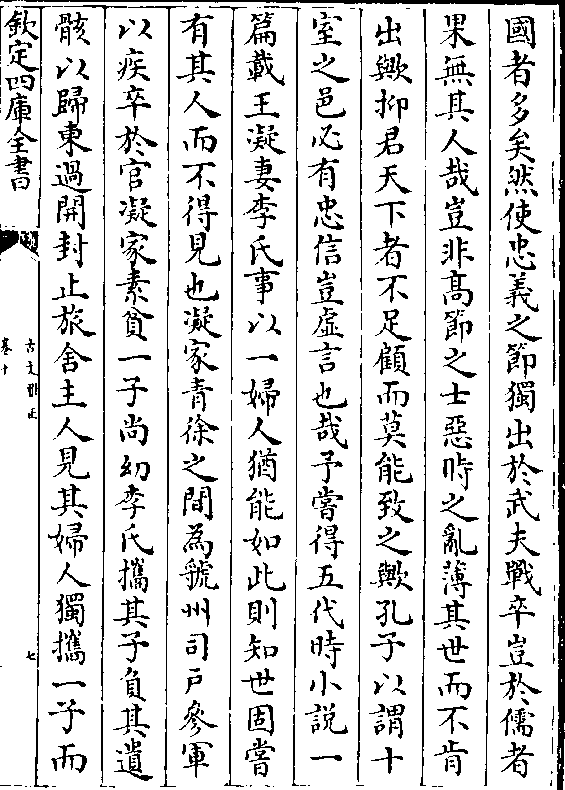 國者多矣然使忠義之節獨出於武夫戰卒豈於儒者
果無其人哉豈非髙節之士惡時之亂薄其世而不肯
出歟抑君天下者不足顧而莫能致之歟孔子以謂十
室之邑必有忠信豈虛言也哉予嘗得五代時小說一
篇載王凝妻李氏事以一婦人猶能如此則知世固嘗
有其人而不得見也凝家青徐之間為虢州司戶參軍
以疾卒於官凝家素貧一子尚幼李氏攜其子負其遺
骸以歸東過開封止旅舍主人見其婦人獨攜一子而
欽定四庫全書
古文雅正
卷十
七